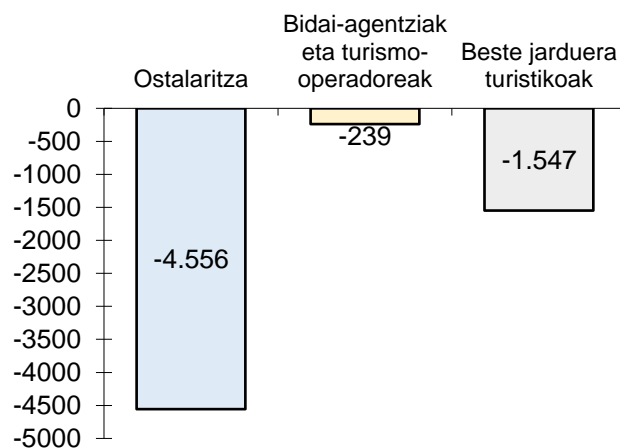 Bidai-agentziak
eta turismo-
operadoreak
Beste jarduera
turistikoak
Ostalaritza
0
-500
-1000
-1500
-2000
-2500
-3000
-3500
-4000
-4500
-5000
-4.556
-239
-1.547